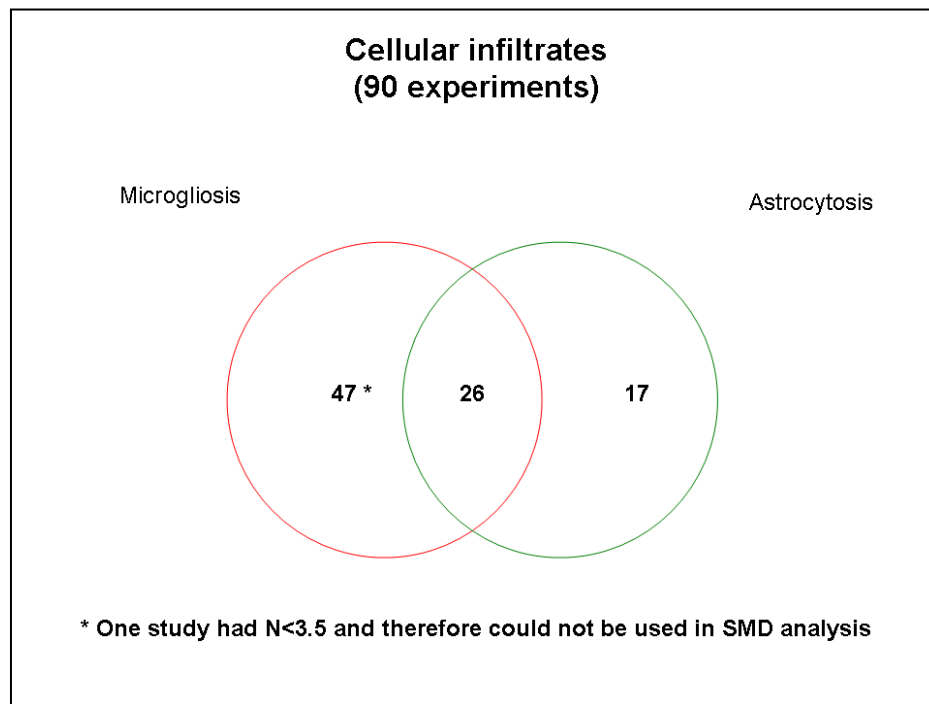 Cellular infiltrates
(90 experiments)
Microgliosis
Astrocytosis
47 *
26
17
* One study had N<3.5 and therefore could not be used in SMD analysis